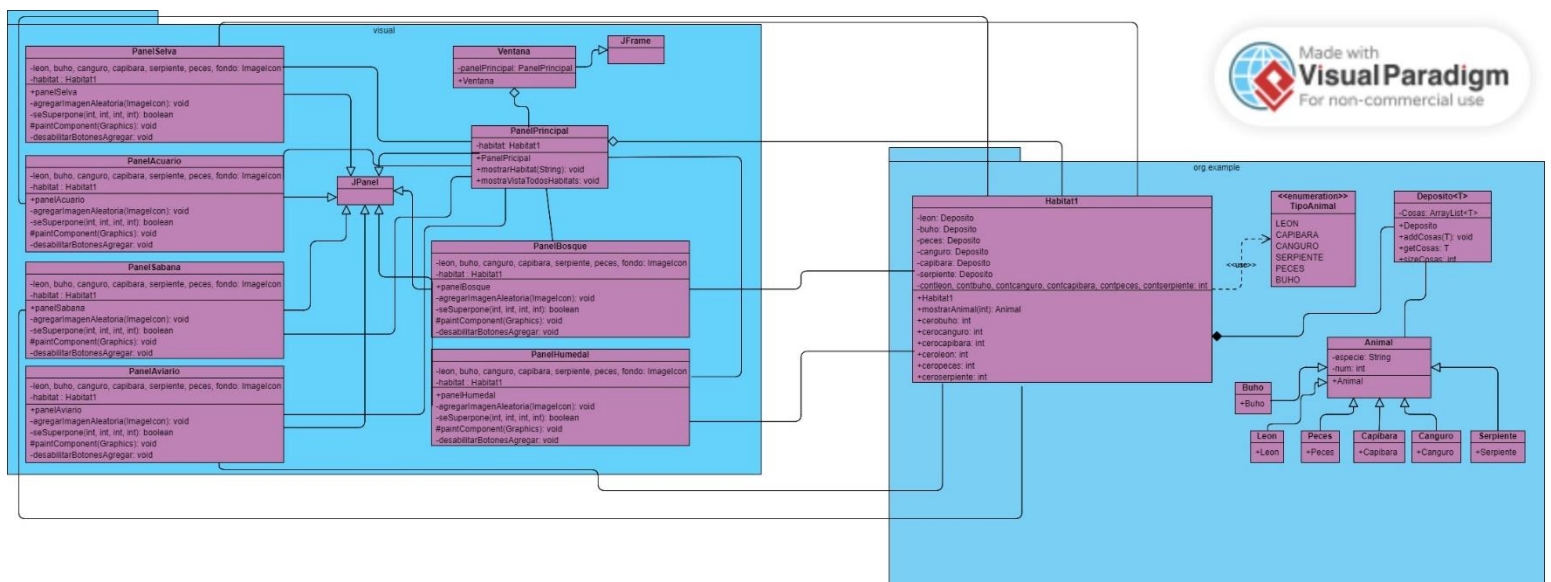 visual
PanelSelva
-leon, buho, canguro, capibara, serpiente, peces, fondo: ImageIcon
-habitat: Habitat1
+panelSelva
-agregarImagenAleatoria(ImageIcon): void
-seSuperpone(int, int, int, int): boolean
#paintComponent(Graphics): void
-desabilitarBotonesAgregar: void
PanelAcuario
-leon, buho, canguro, capibara, serpiente, peces, fondo: ImageIcon
-habitat : Habitat1
+panelAcuario
-agregarImagenAleatoria(ImageIcon): void
-seSuperpone(int, int, int, int): boolean
#paintComponent(Graphics): void
-desabilitarBotonesAgregar: void
PanelSabana
-leon, buho, canguro, capibara, serpiente, peces, fondo: ImageIcon
-habitat : Habitat1
+panelSabana
-agregarImagenAleatoria(ImageIcon): void
-seSuperpone(int, int, int, int): boolean
#paintComponent(Graphics): void
-desabilitarBotonesAgregar: void
PanelAviario
-leon, buho, canguro, capibara, serpiente, peces, fondo: ImageIcon
-habitat : Habitat1
+panelAviario
-agregarImagenAleatoria(ImageIcon): void
-seSuperpone(int, int, int, int): boolean
#paintComponent(Graphics): void
-desabilitarBotonesAgregar: void
Ventana
-panelPrincipal: PanelPrincipal
+Ventana
JFrame
PanelPrincipal
-habitat: Habitat1
+PanelPricipal
+mostrarHabitat(String): void
+mostraVistaTodosHabitats: void
JPanel
PanelBosque
-leon, buho, canguro, capibara, serpiente, peces, fondo: ImageIcon
-habitat : Habitat1
+panelBosque
-agregarImagenAleatoria(ImageIcon): void
-seSuperpone(int, int, int, int): boolean
#paintComponent(Graphics): void
-desabilitarBotonesAgregar: void
PanelHumedal
-leon, buho, canguro, capibara, serpiente, peces, fondo: ImageIcon
-habitat : Habitat1
+panelHumedal
-agregarImagenAleatoria(ImageIcon): void
-seSuperpone(int, int, int, int): boolean
#paintComponent(Graphics): void
-desabilitarBotonesAgregar: void
Made with
Visual Paradigm
For non-commercial use
org.example
Habitat1
-leon: Deposito
-buho: Deposito
-peces: Deposito
-canguro: Deposito
-capibara: Deposito
-serpiente: Deposito
-contleon, contbuho, contcanguro, contcapibara, contpeces, contserpiente: int
+Habitat1
+mostrarAnimal(int): Animal
+cerobuho: int
+cerocanguro: int
+cerocapibara: int
+ceroleon: int
+ceropeces: int
+ceroserpiente: int
<<use>>
<<enumeration>>
TipoAnimal
LEON
CAPIBARA
CANGURO
SERPIENTE
PECES
BUHO
Deposito<T>
-Cosas: ArrayList<T>
+Deposito
+addCosas(T): void
+getCosas: T
+sizeCosas: int
Animal
-especie: String
-num: int
+Animal
Buho
+Buho
Leon
+Leon
Peces
+Peces
Capibara
+Capibara
Canguro
+Canguro
Serpiente
+Serpiente